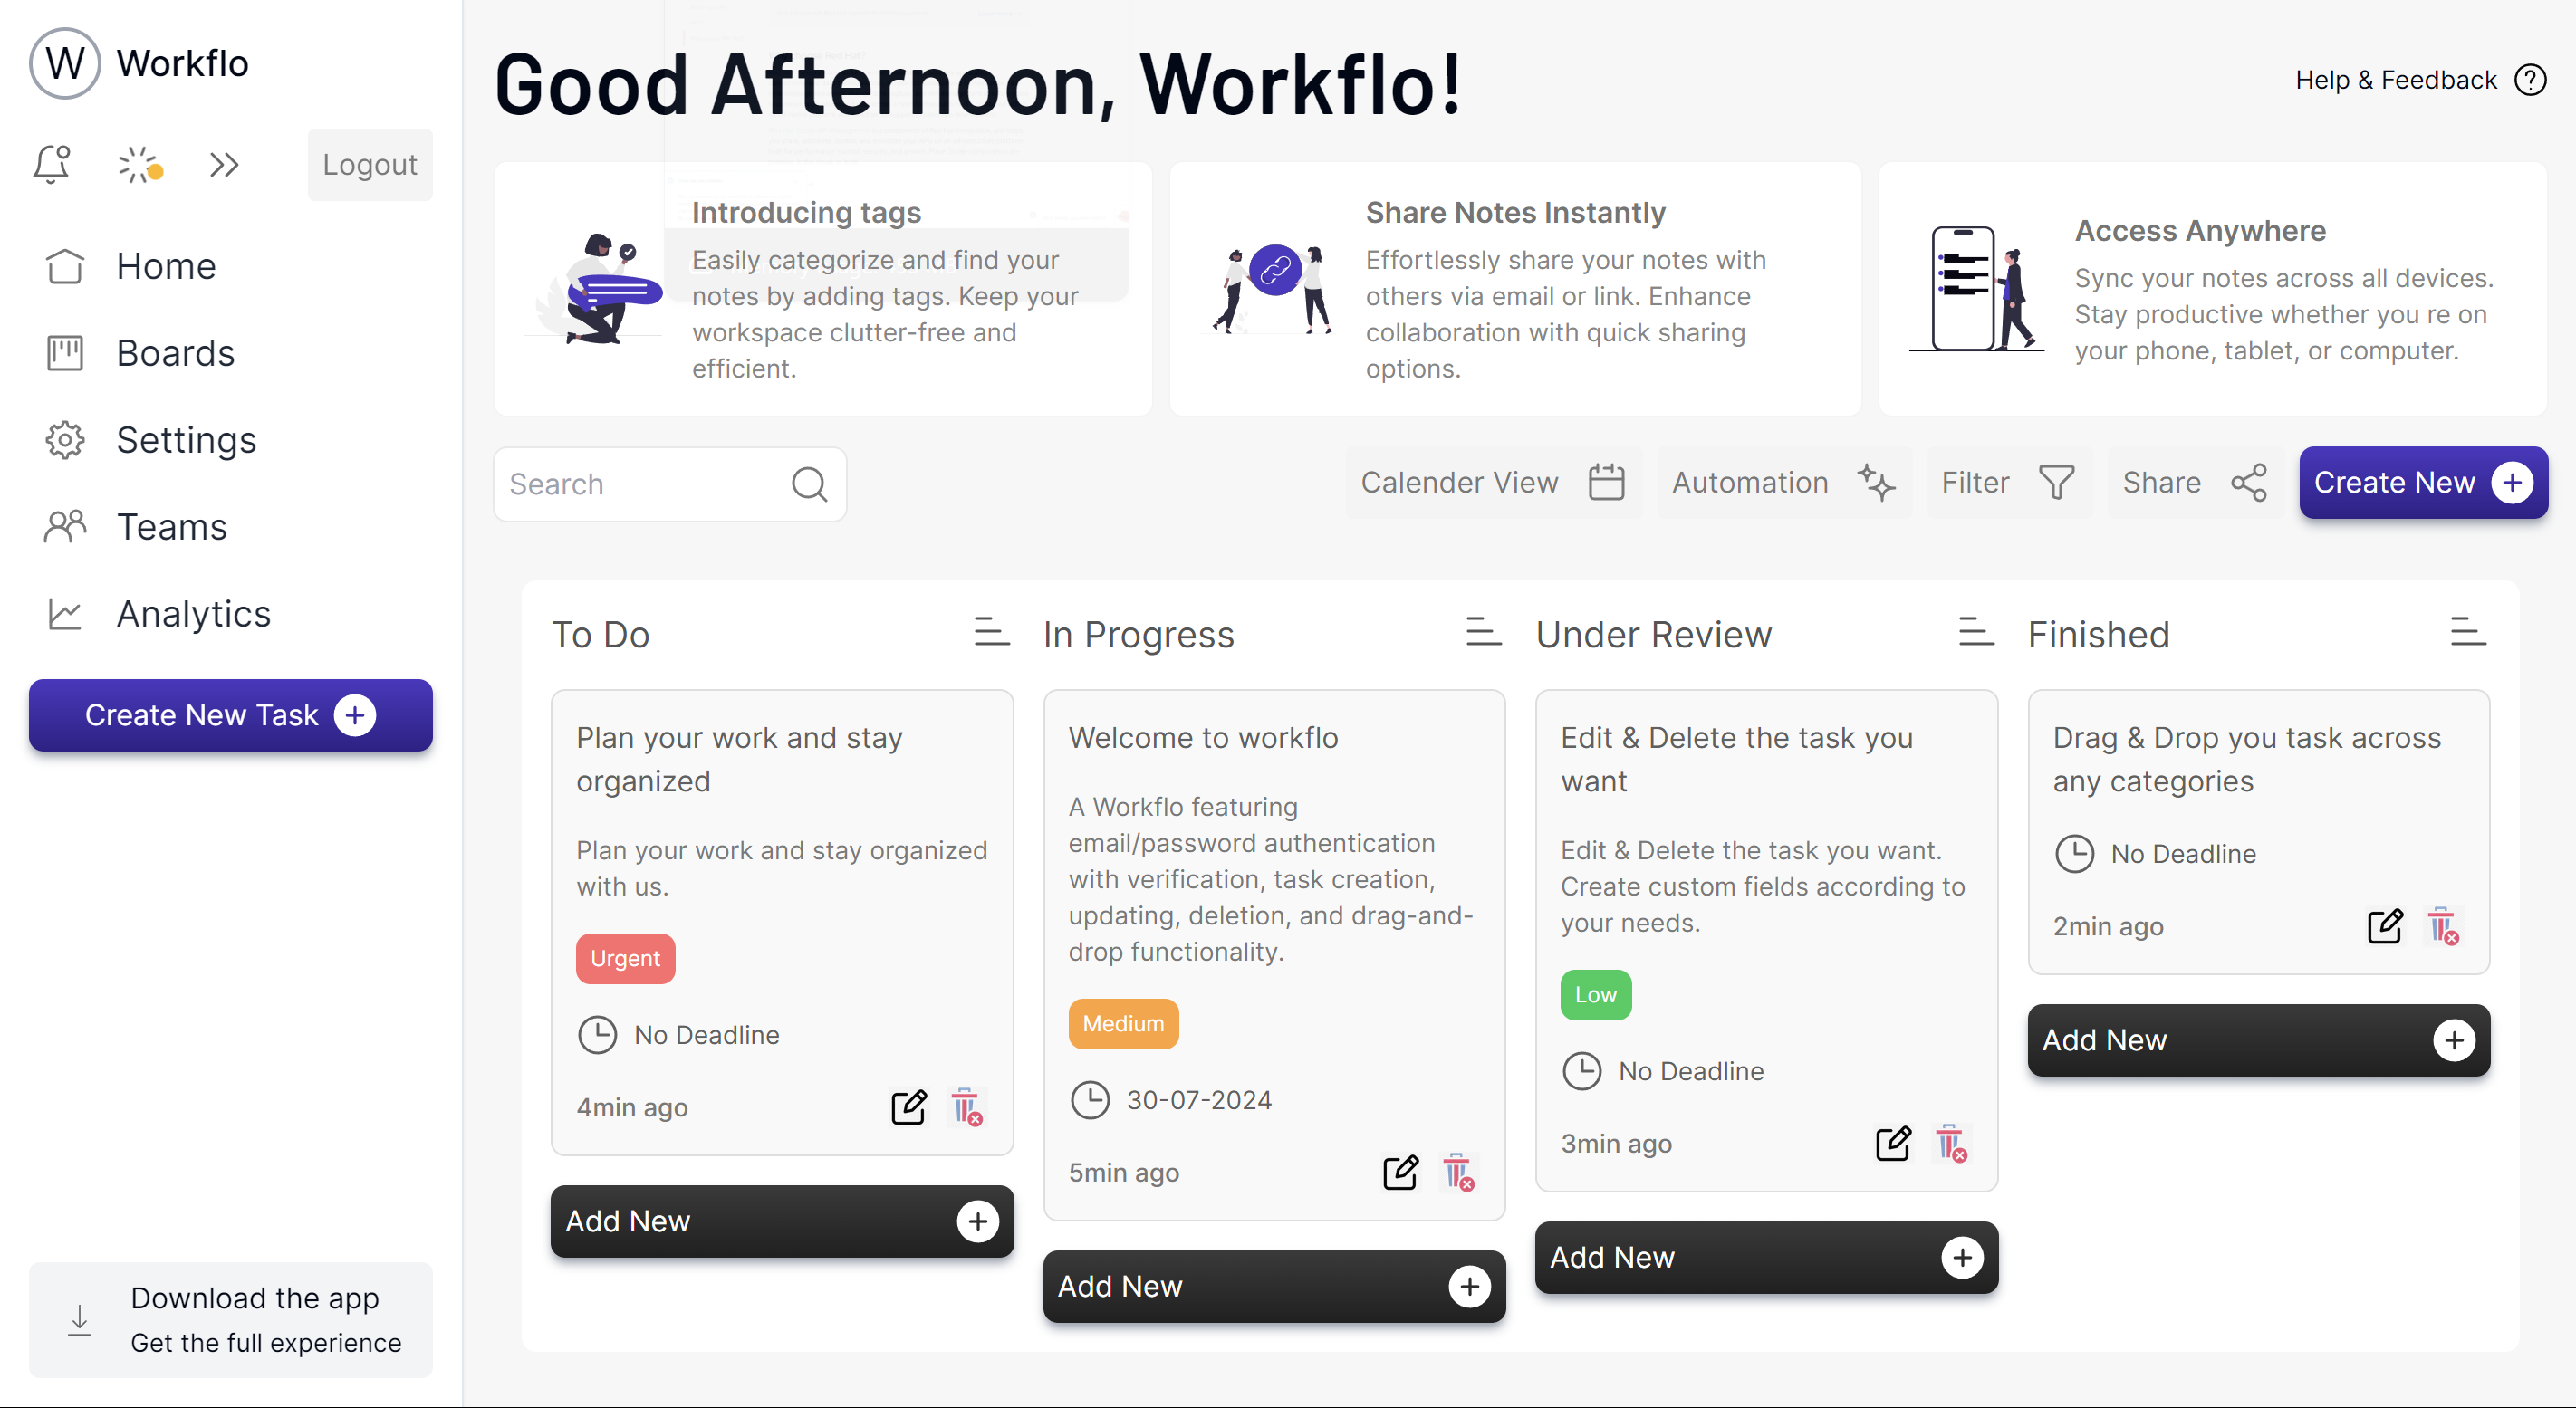 W Workflo
Logout
Home
Boards
Settings
Teams
Analytics
Create New Task
Download the app
Get the full experience
Good Afternoon, Workflo!
Help & Feedback
Introducing tags
Easily categorize and find your
notes by adding tags. Keep your
workspace clutter-free and
efficient.
Share Notes Instantly
Effortlessly share your notes with
others via email or link. Enhance
collaboration with quick sharing
options.
Access Anywhere
Sync your notes across all devices.
Stay productive whether you re on
your phone, tablet, or computer.
Search
Calender View
Automation
Filter
Share
Create New
To Do
Plan your work and stay
organized
Plan your work and stay organized
with us.
Urgent
No Deadline
4min ago
Add New
In Progress
Welcome to workflo
A Workflo featuring
email/password authentication
with verification, task creation,
updating, deletion, and drag-and-
drop functionality.
Medium
30-07-2024
5min ago
Add New
Under Review
Edit & Delete the task you
want
Edit & Delete the task you want.
Create custom fields according to
your needs.
Low
No Deadline
3min ago
Add New
Finished
Drag & Drop you task across
any categories
No Deadline
2min ago
Add New